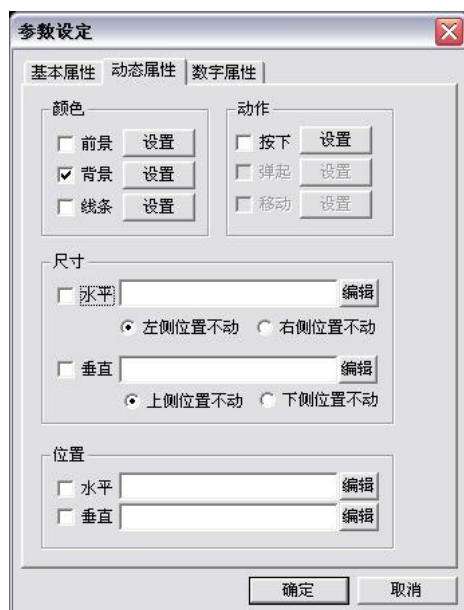 参数设定
基本属性 动态属性 数字属性
颜色 动作
前景 设置 按下 设置
背景 设置 弹起 设置
线条 设置 移动 设置
尺寸
水平 编辑
左侧位置不动 右侧位置不动
垂直 编辑
上侧位置不动 下侧位置不动
位置
水平 编辑
垂直 编辑
确定 取消